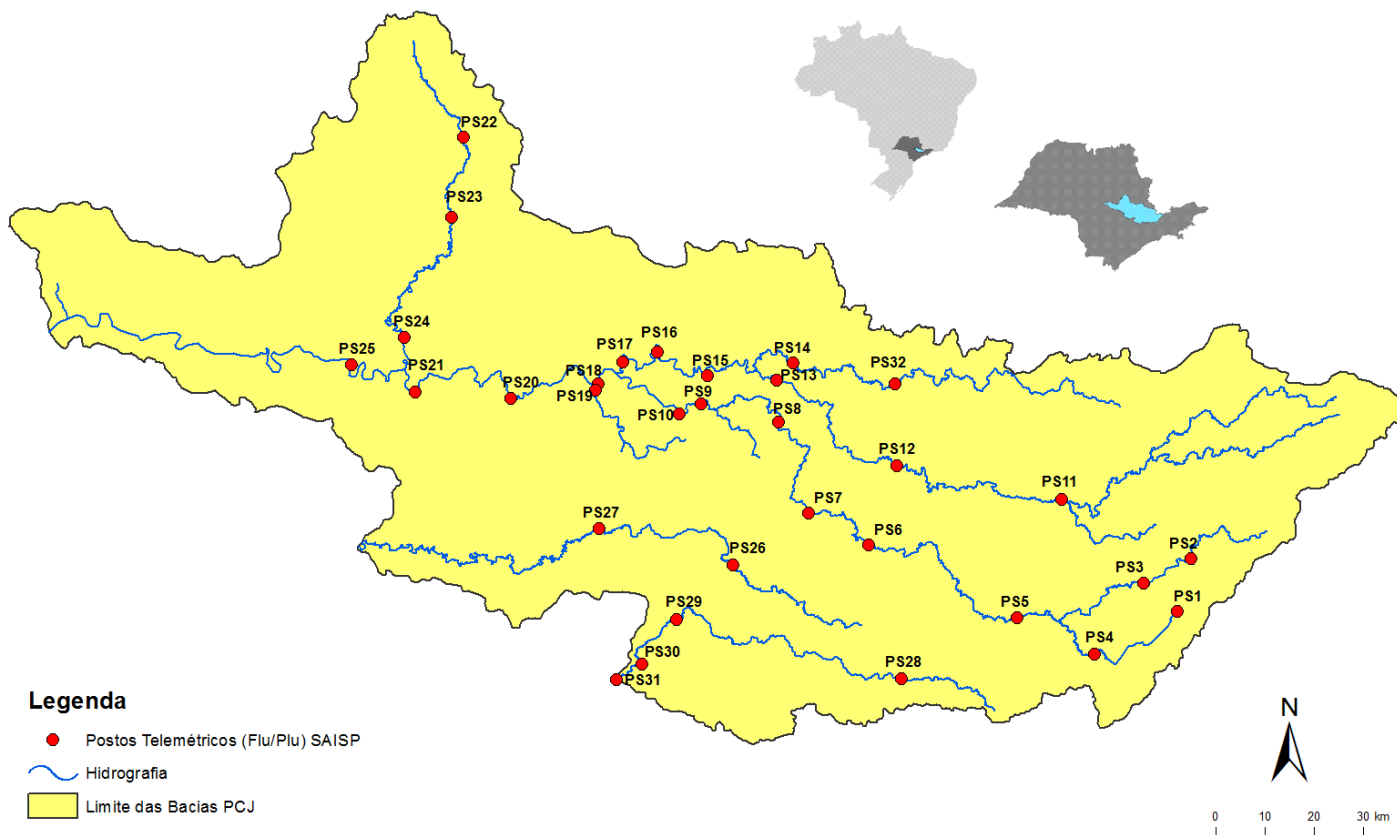 PS22
PS23
PS24
PS25
PS21
PS20
PS18
PS19
PS17
PS16
PS15
PS14
PS13
PS32
PS9
PS10
PS8
PS12
PS11
PS7
PS6
PS27
PS26
PS2
PS3
PS1
PS5
PS4
PS29
PS30
PS31
PS28
Legenda
Postos Telemétricos (Flu/Plu) SAISP
Hidrografia
Limite das Bacias PCJ
N
0 10 20 30 km